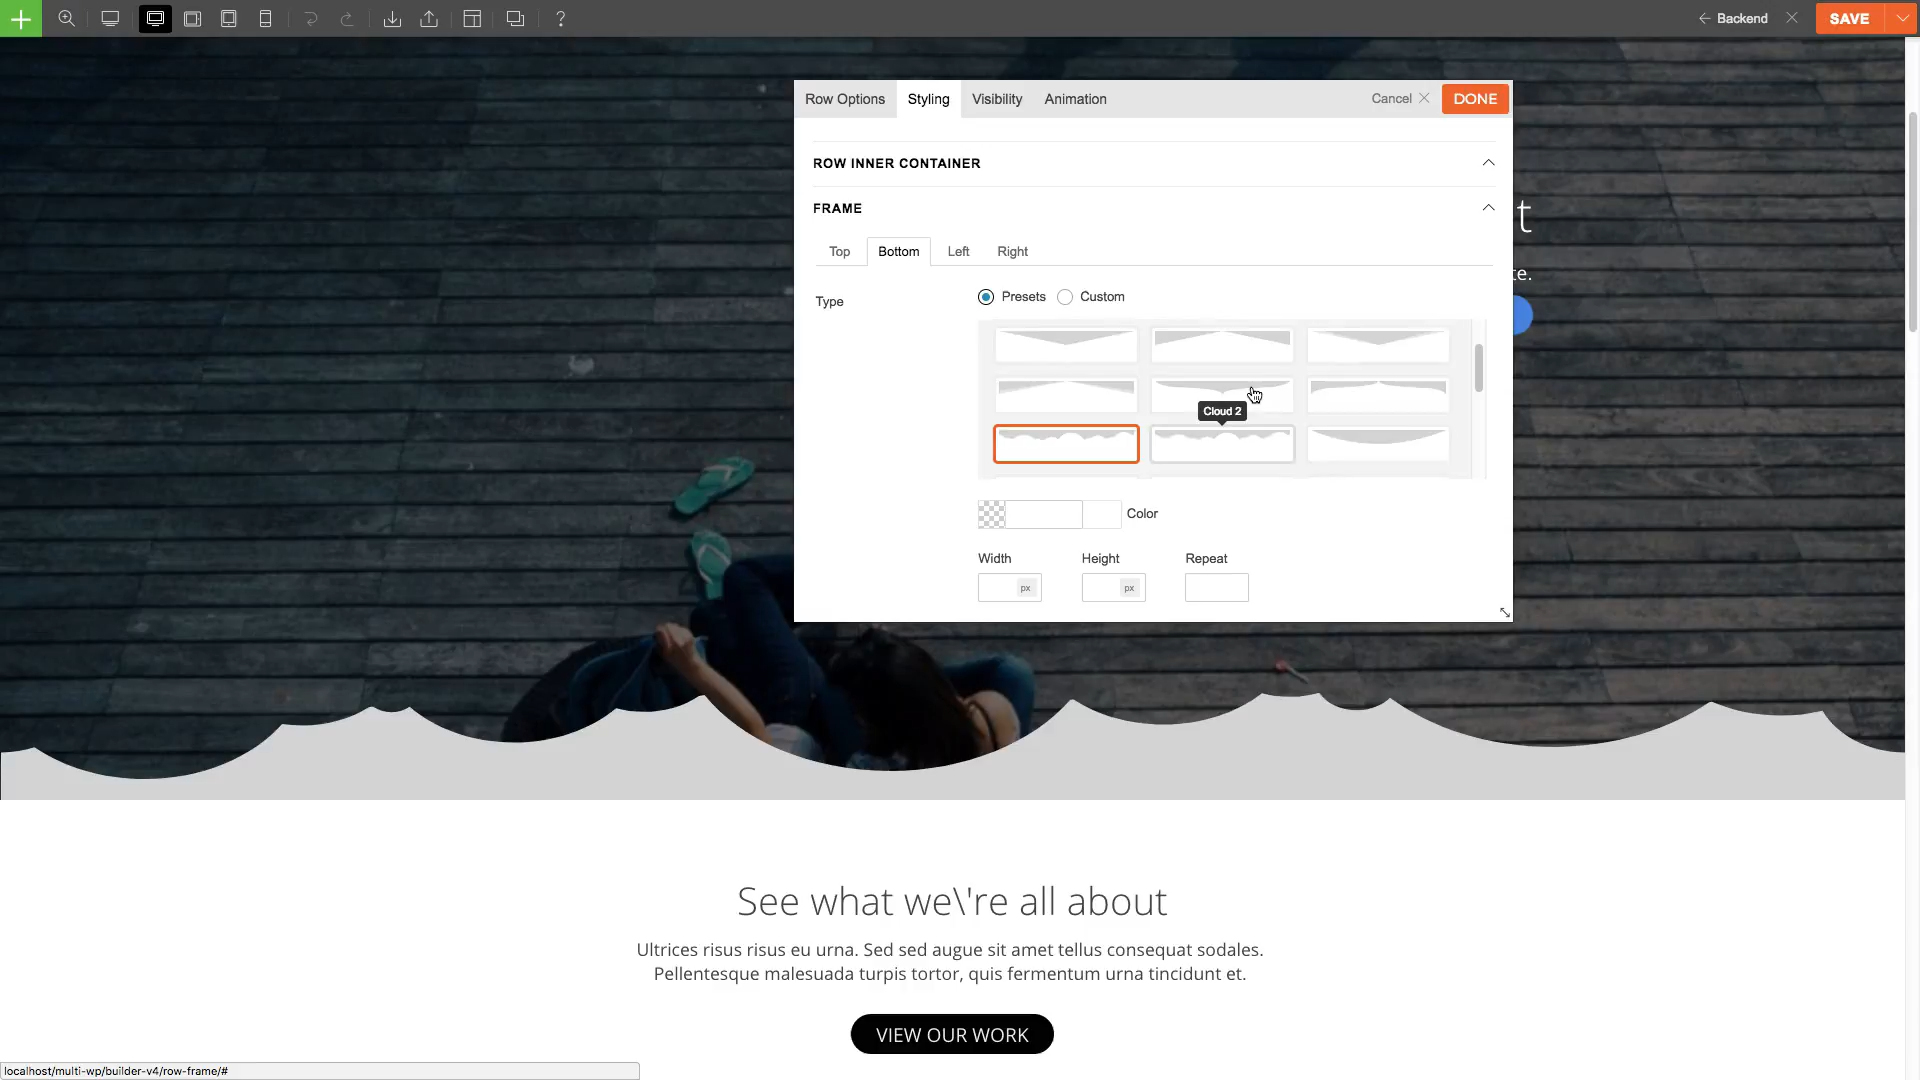 Backend
SAVE
Row Options
Styling
Visibility
Animation
Cancel
DONE
ROW INNER CONTAINER
FRAME
Top
Bottom
Left
Right
Type
Presets
Custom
Cloud 2
Color
Width
Height
Repeat
px
px
t
te.
See what we\'re all about
Ultrices risus risus eu urna. Sed sed augue sit amet tellus consequat sodales.
Pellentesque malesuada turpis tortor, quis fermentum urna tincidunt et.
VIEW OUR WORK
localhost/multi-wp/builder-v4/row-frame/#